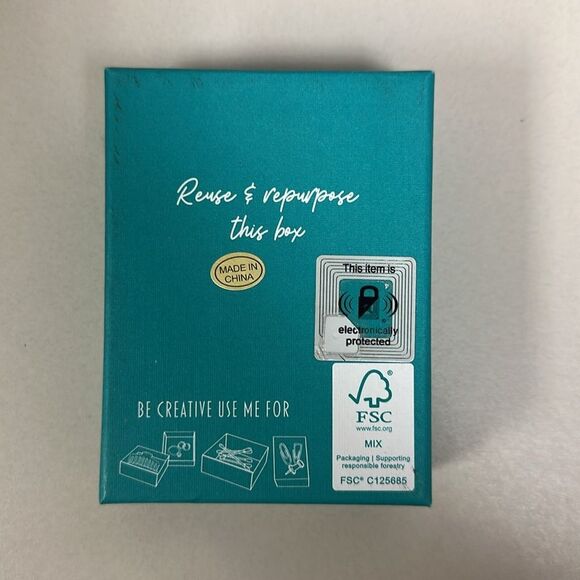 Reuse & repurpose
this box
MADE IN
CHINA
This item is
electronically
protected
BE CREATIVE USE ME FOR
FSC
www.fsc.org
MIX
Packaging | Supporting
responsible forestry
FSC® C125685